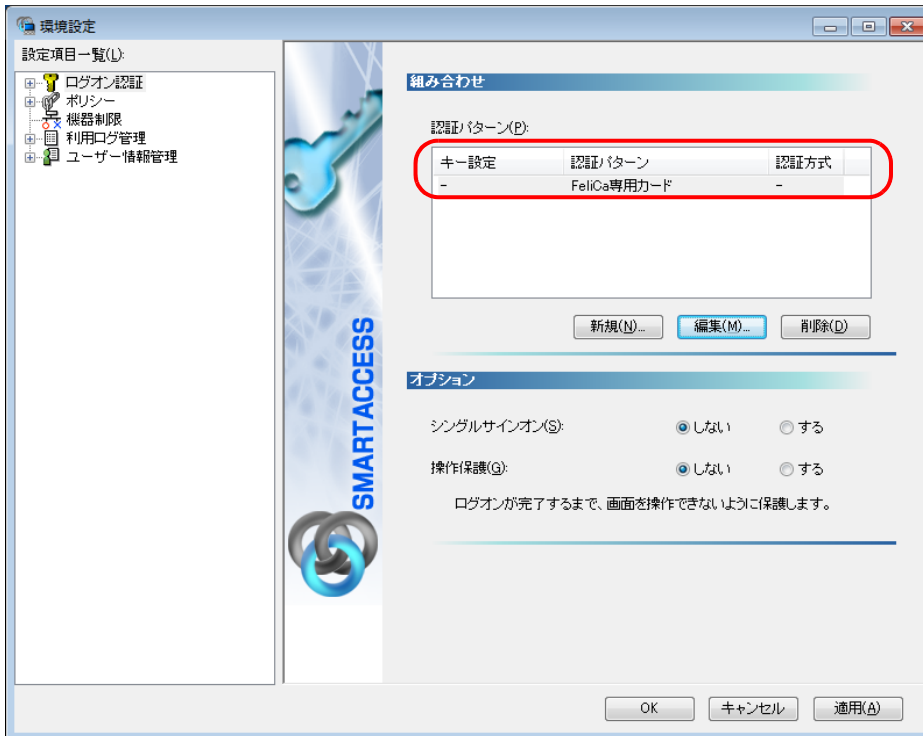 環境設定
設定項目一覧(L):
ログオン認証
ポリシー
機器制限
利用ログ管理
ユーザー情報管理
SMARTACCESS
組み合わせ
認証パターン(P):
キー設定 認証パターン 認証方式
- FeliCa専用カード -
新規(N)... 編集(M)... 削除(D)
オプション
シングルサインオン(S): しない する
操作保護(G): しない する
ログオンが完了するまで、画面を操作できないように保護します。
OK キャンセル 適用(A)